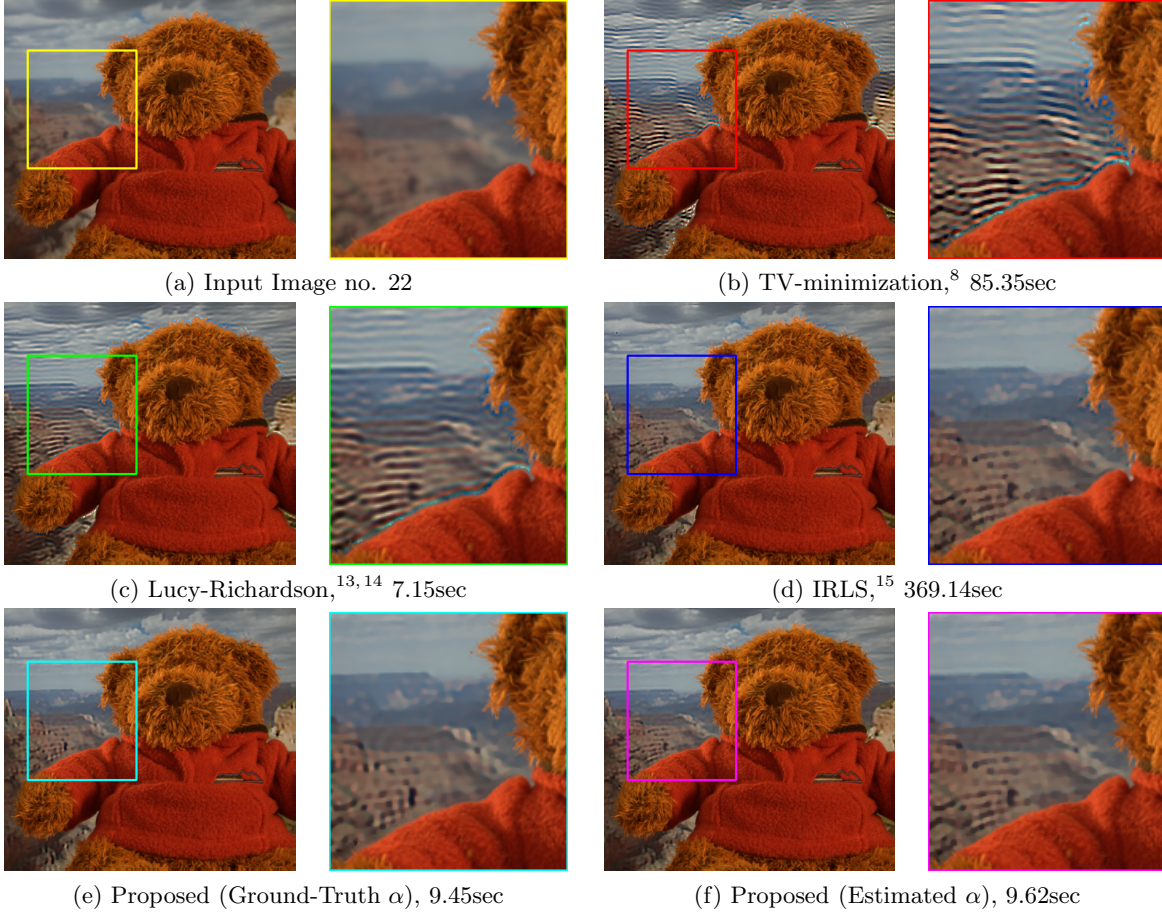 (a) Input Image no. 22
(b) TV-minimization,⁸ 85.35sec
(c) Lucy-Richardson,¹³,¹⁴ 7.15sec
(d) IRLS,¹⁵ 369.14sec
(e) Proposed (Ground-Truth α), 9.45sec
(f) Proposed (Estimated α), 9.62sec